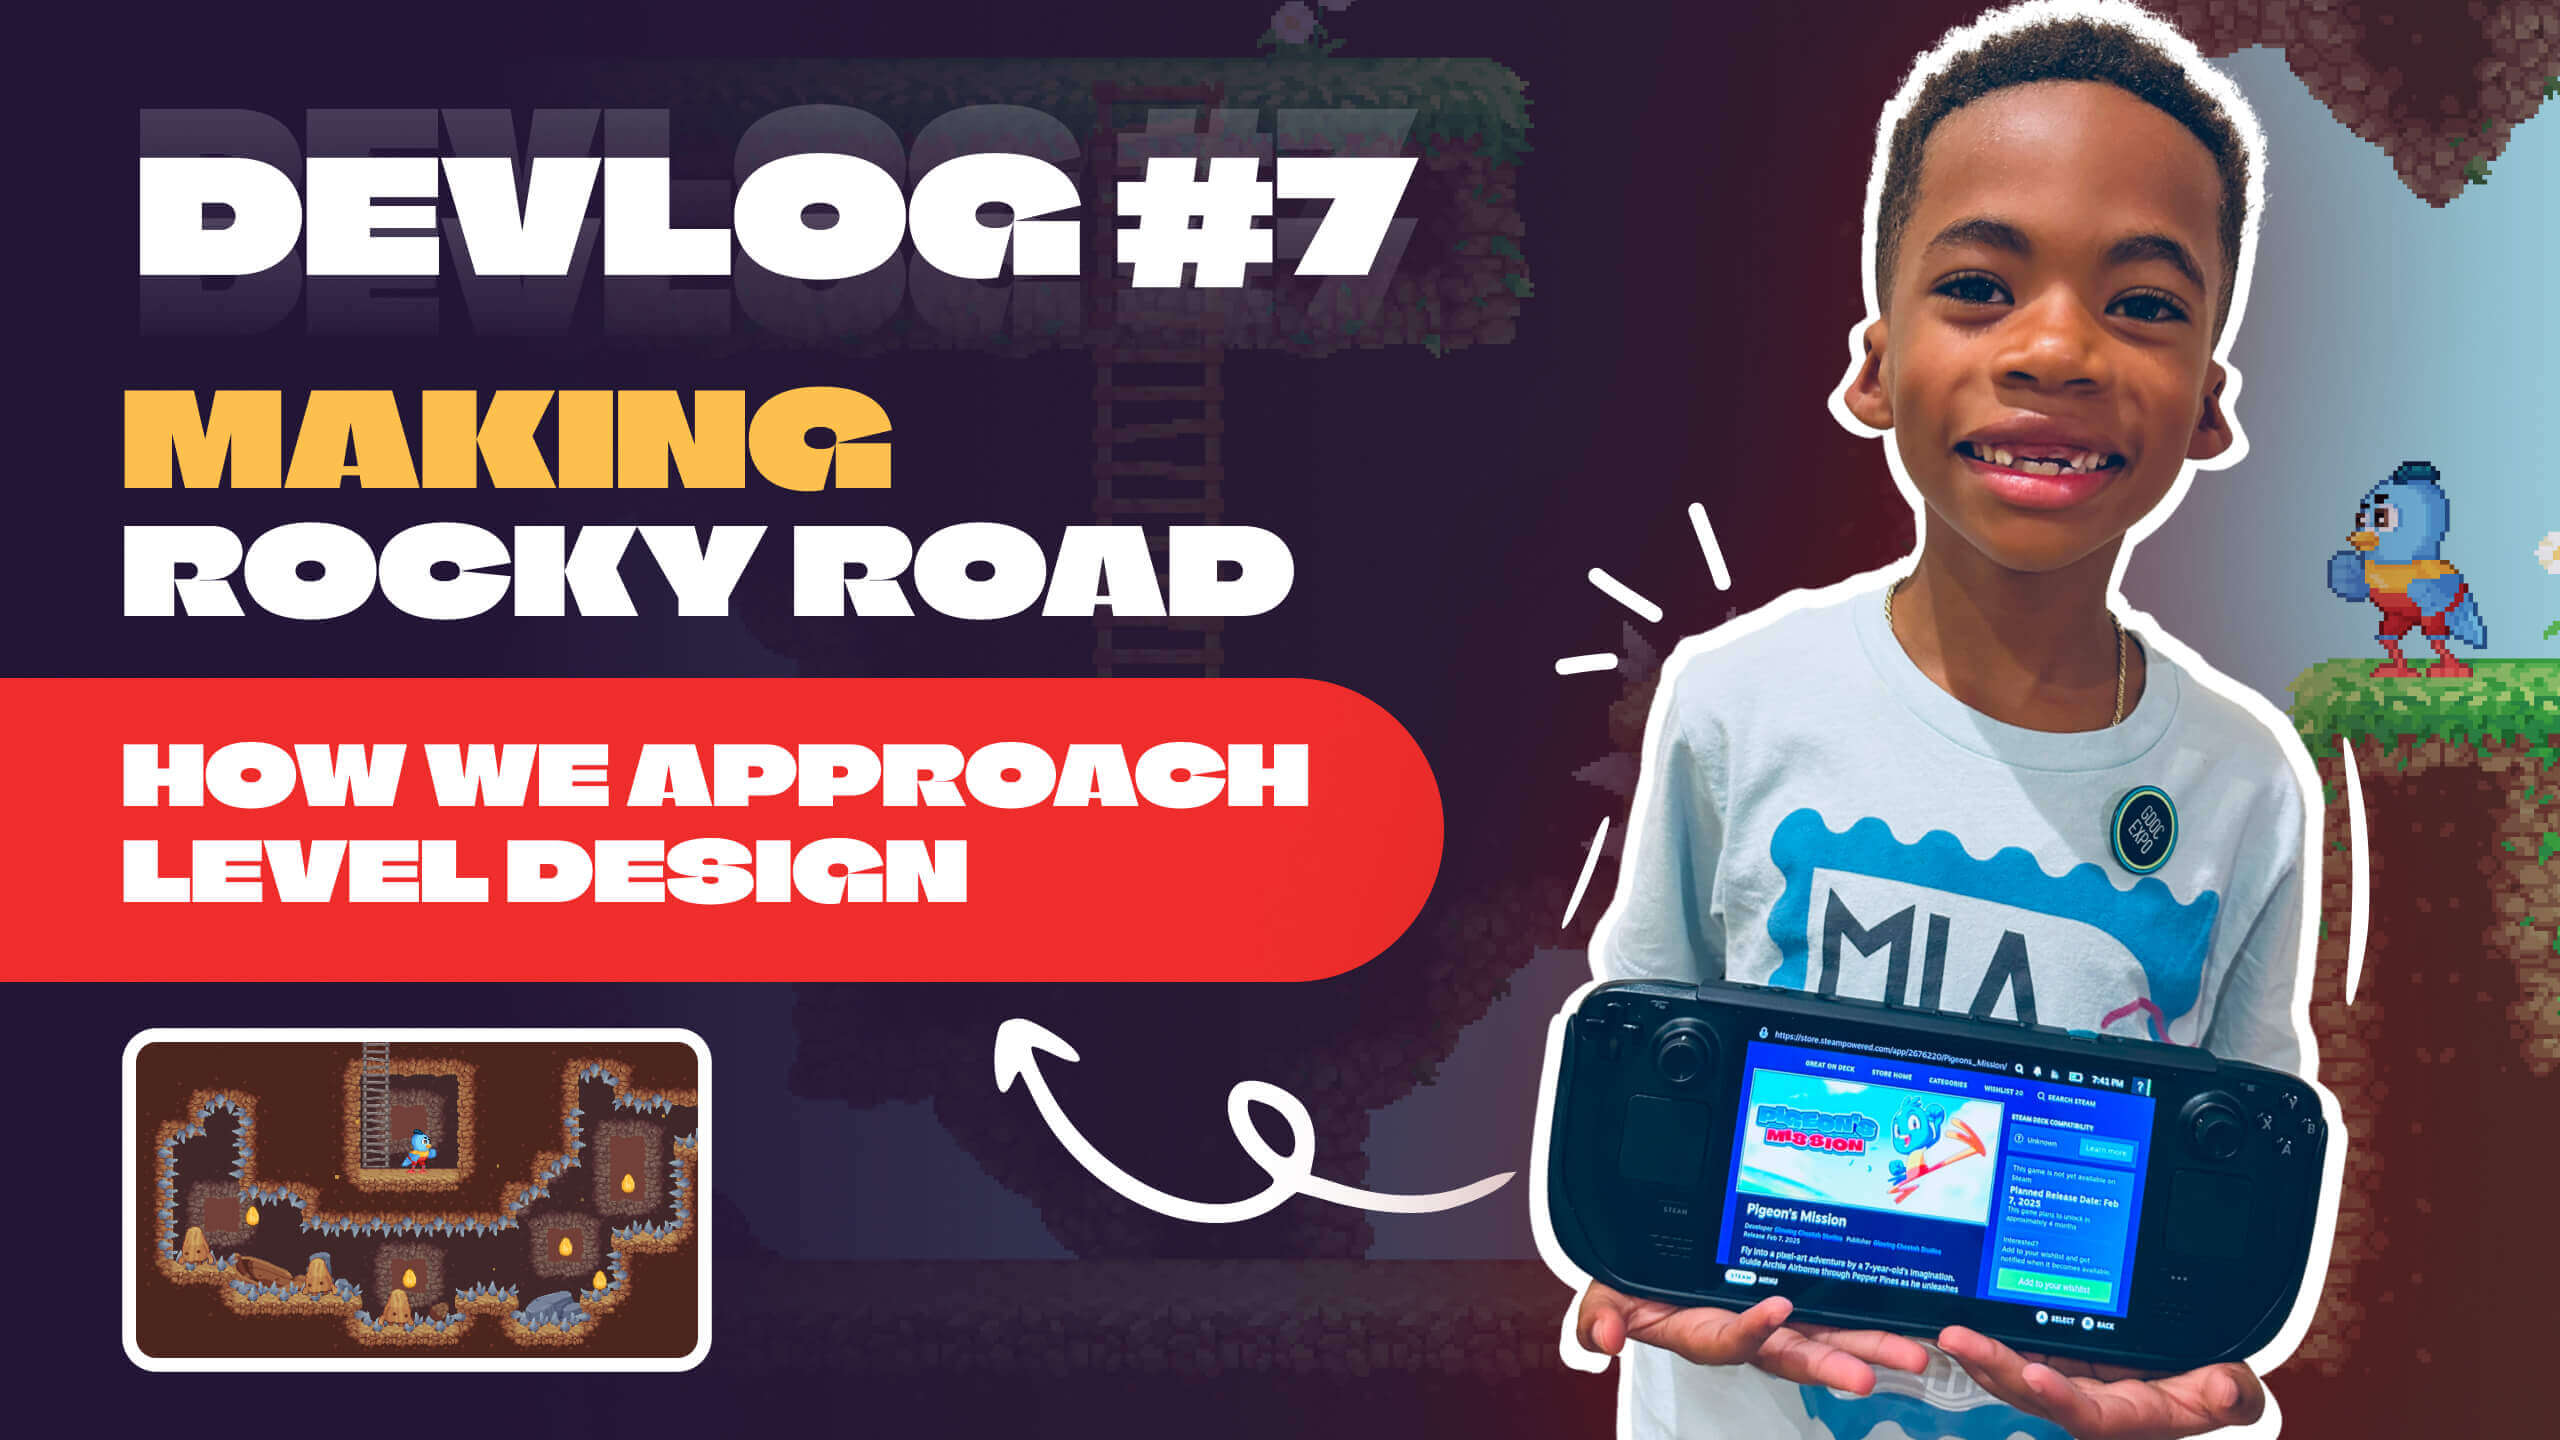 DEVLOG #7
MAKING
ROCKY ROAD
HOW WE APPROACH
LEVEL DESIGN
GDOC
EXPO
MIA
https://store.steampowered.com/app/2676220/Pigeons_Mission/
7:41 PM
?
GREAT ON DECK
STORE HOME
CATEGORIES
WISHLIST 20
SEARCH STEAM
PIGEON'S
MISSION
STEAM DECK COMPATIBILITY
Unknown
Learn more
This game is not yet available on
Steam
Planned Release Date: Feb
7, 2025
This game plans to unlock in
approximately 4 months
Interested?
Add to your wishlist and get
notified when it becomes available.
Add to your wishlist
Pigeon's Mission
Developer Glowing Cheetah Studios Publisher Glowing Cheetah Studios
Release Feb 7, 2025
Fly into a pixel-art adventure by a 7-year-old's imagination.
Guide Archie Airborne through Pepper Pines as he unleashes
STEAM MENU
A SELECT B BACK
STEAM
Y
X
B
A